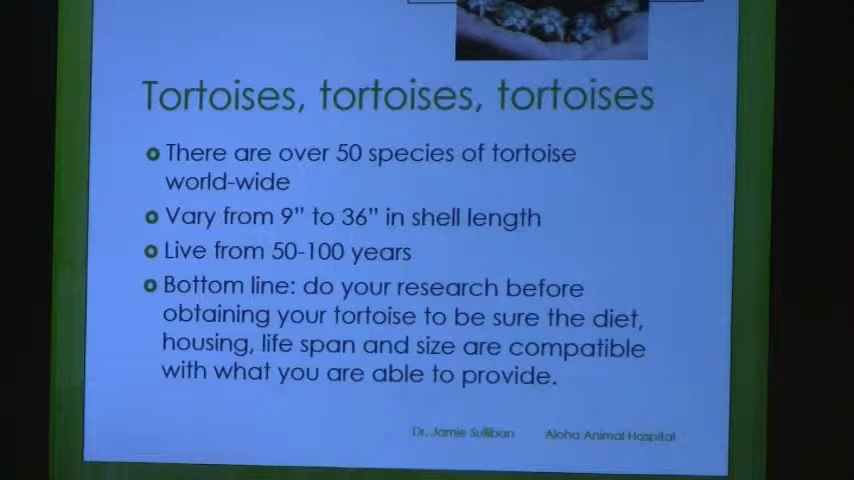 Tortoises, tortoises, tortoises
There are over 50 species of tortoise
world-wide
Vary from 9” to 36” in shell length
Live from 50-100 years
Bottom line: do your research before
obtaining your tortoise to be sure the diet,
housing, life span and size are compatible
with what you are able to provide.
Dr. Jamie Sulliban Aloha Animal Hospital